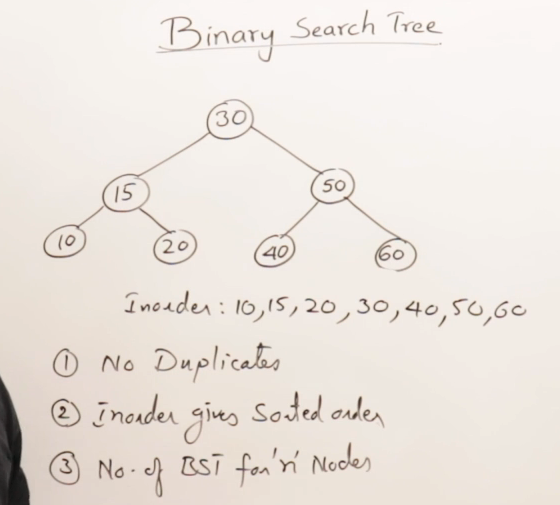 Binary Search Tree
30
15 50
10 20 40 60
Inorder : 10,15,20,30,40,50,60
① No Duplicates
② Inorder gives Sorted order
③ No. of BST for 'n' Nodes